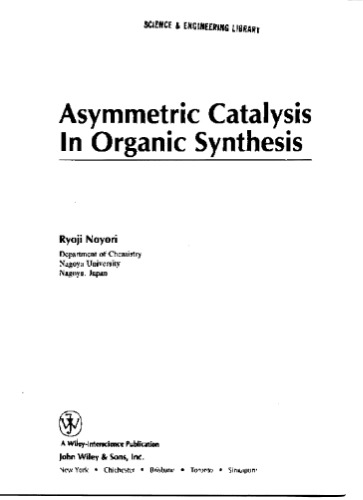 SCIENCE & ENGINEERING LIBRARY
Asymmetric Catalysis
In Organic Synthesis
Ryoji Noyori
Department of Chemistry
Nagoya University
Nagoya, Japan
A Wiley-Interscience Publication
John Wiley & Sons, Inc.
New York • Chichester • Brisbane • Toronto • Singapore